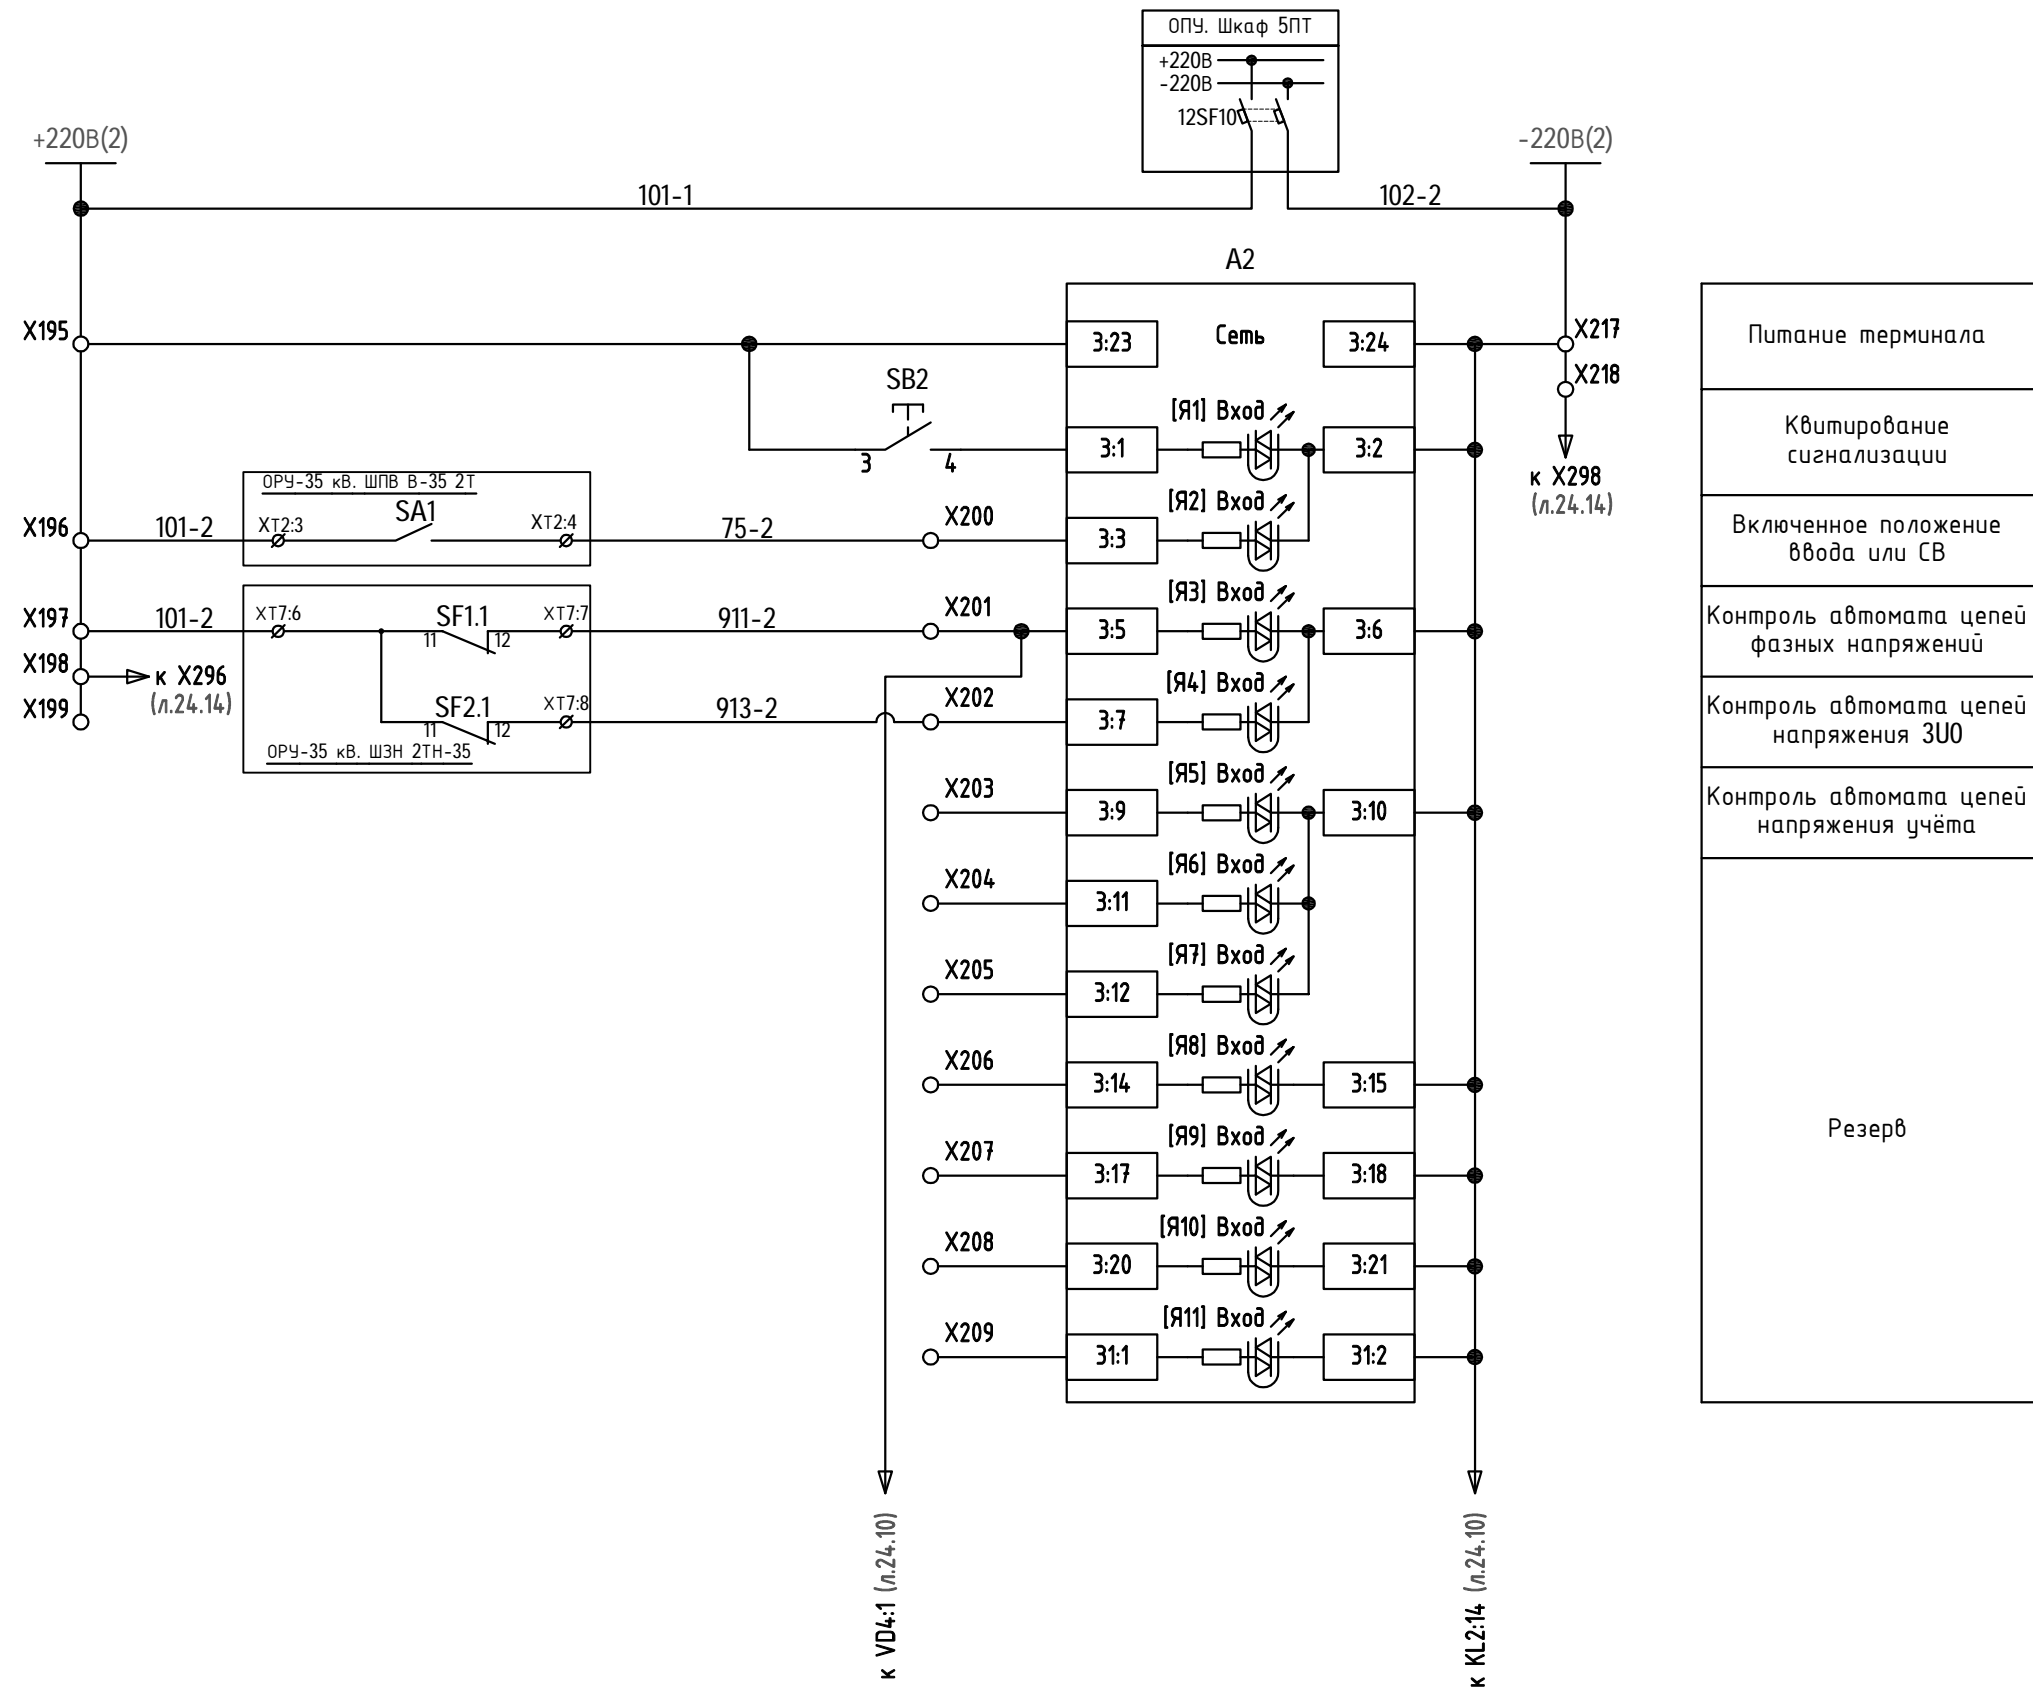 ОПУ. Шкаф 5ПТ
+220В
-220В
12SF10
+220В(2)
-220В(2)
101-1
102-2
A2
X195
3:23
Сеть
3:24
X217
X218
Питание терминала
SB2
3
4
[Я1] Вход
3:1
3:2
к X298
(л.24.14)
Квитирование
сигнализации
ОРУ-35 кВ. ШПВ В-35 2Т
X196
101-2
XT2:3
SA1
XT2:4
75-2
X200
[Я2] Вход
3:3
Включенное положение
ввода или СВ
X197
101-2
XT7:6
SF1.1
11
12
XT7:7
911-2
X201
[Я3] Вход
3:5
3:6
Контроль автомата цепей
фазных напряжений
X198
к X296
(л.24.14)
X199
SF2.1
11
12
XT7:8
913-2
X202
[Я4] Вход
3:7
Контроль автомата цепей
напряжения 3U0
ОРУ-35 кВ. ШЗН 2ТН-35
X203
[Я5] Вход
3:9
3:10
Контроль автомата цепей
напряжения учёта
X204
[Я6] Вход
3:11
X205
[Я7] Вход
3:12
X206
[Я8] Вход
3:14
3:15
Резерв
X207
[Я9] Вход
3:17
3:18
X208
[Я10] Вход
3:20
3:21
X209
[Я11] Вход
31:1
31:2
к VD4:1 (л.24.10)
к KL2:14 (л.24.10)